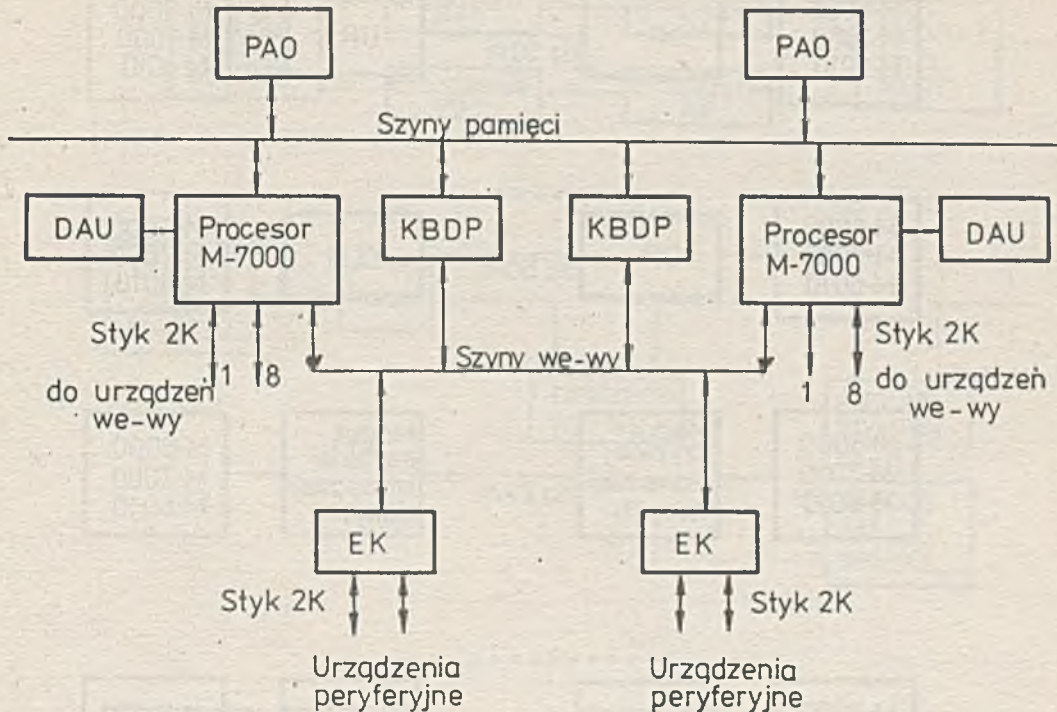 PAO
PAO
Szyny pamięci
DAU
Procesor
M-7000
KBDP
KBDP
Procesor
M-7000
DAU
Styk 2K
1
8
do urządzeń
we-wy
Szyny we-wy
Styk 2K
1
8
do urządzeń
we-wy
EK
EK
Styk 2K
Styk 2K
Urządzenia
peryferyjne
Urządzenia
peryferyjne